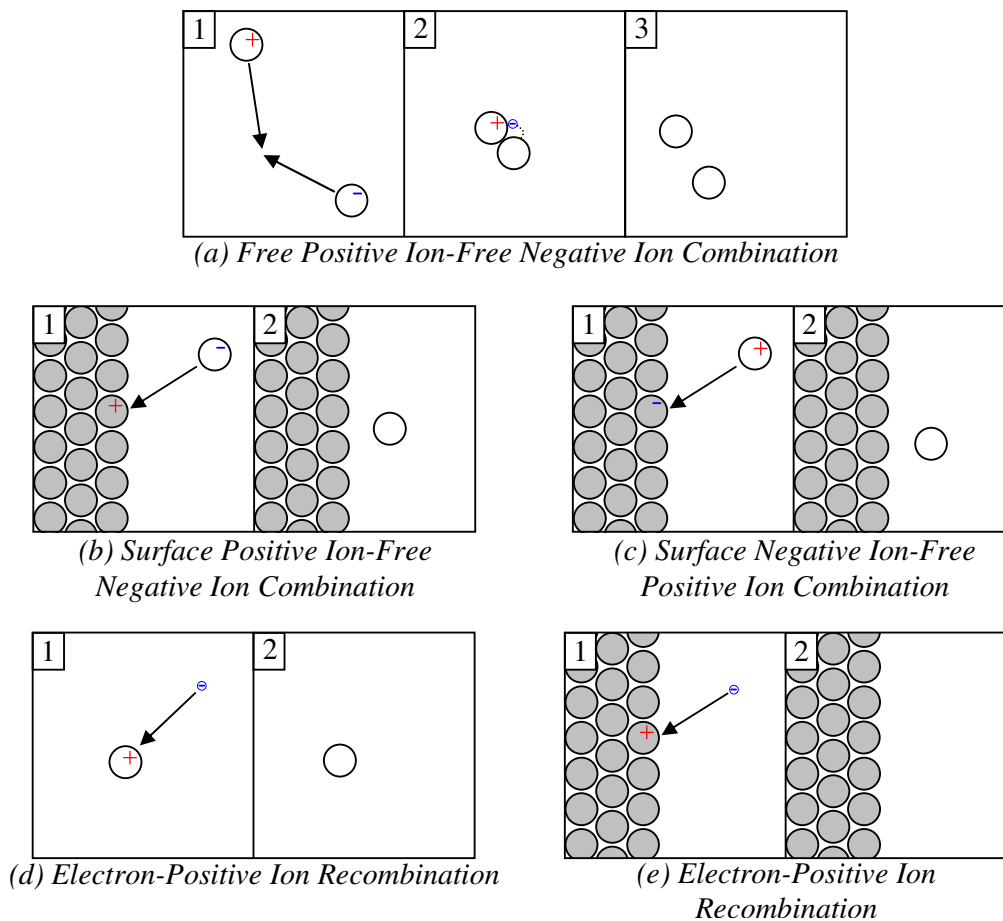 1
2
3
+
-
+
⊖
(a) Free Positive Ion-Free Negative Ion Combination
1
2
-
+
(b) Surface Positive Ion-Free
Negative Ion Combination
1
2
+
-
(c) Surface Negative Ion-Free
Positive Ion Combination
1
2
⊖
+
(d) Electron-Positive Ion Recombination
1
2
⊖
+
(e) Electron-Positive Ion
Recombination